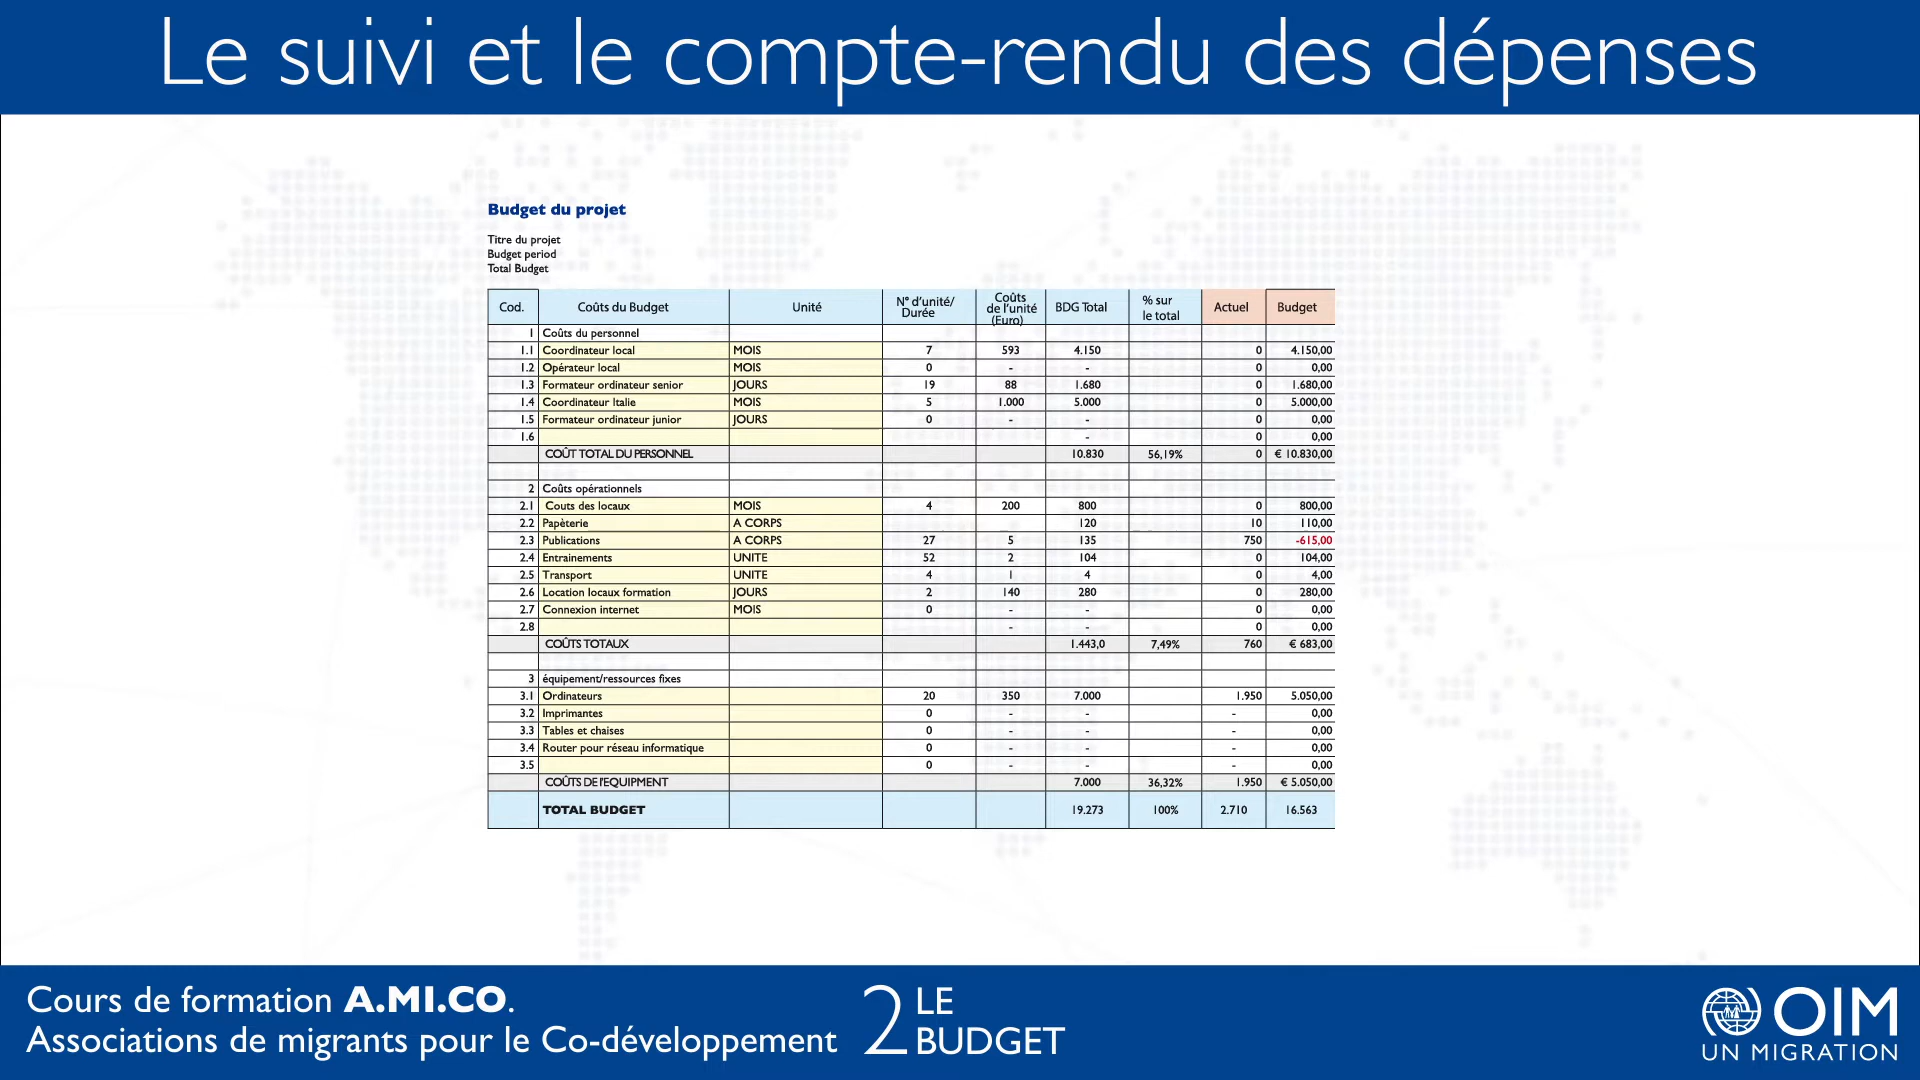 Le suivi et le compte-rendu des dépenses
Budget du projet
Titre du projet
Budget period
Total Budget
Cod. Coûts du Budget Unité N° d'unité/ Durée Coûts de l'unité (Euro) BDG Total % sur le total Actuel Budget
1 Coûts du personnel
1.1 Coordinateur local MOIS 7 593 4.150 0 4.150,00
1.2 Opérateur local MOIS 0 - - 0 0,00
1.3 Formateur ordinateur senior JOURS 19 88 1.680 0 1.680,00
1.4 Coordinateur Italie MOIS 5 1.000 5.000 0 5.000,00
1.5 Formateur ordinateur junior JOURS 0 - - 0 0,00
1.6 - 0 0,00
COÛT TOTAL DU PERSONNEL 10.830 56,19% 0 € 10.830,00
2 Coûts opérationnels
2.1 Couts des locaux MOIS 4 200 800 0 800,00
2.2 Papèterie A CORPS 120 10 110,00
2.3 Publications A CORPS 27 5 135 750 -615,00
2.4 Entrainements UNITE 52 2 104 0 104,00
2.5 Transport UNITE 4 1 4 0 4,00
2.6 Location locaux formation JOURS 2 140 280 0 280,00
2.7 Connexion internet MOIS 0 - - 0 0,00
2.8 - - 0 0,00
COÛTS TOTAUX 1.443,0 7,49% 760 € 683,00
3 équipement/ressources fixes
3.1 Ordinateurs 20 350 7.000 1.950 5.050,00
3.2 Imprimantes 0 - - - 0,00
3.3 Tables et chaises 0 - - - 0,00
3.4 Router pour réseau informatique 0 - - - 0,00
3.5 0 - - - 0,00
COÛTS DE l'EQUIPMENT 7.000 36,32% 1.950 € 5.050,00
TOTAL BUDGET 19.273 100% 2.710 16.563
Cours de formation A.MI.CO.
Associations de migrants pour le Co-développement
2 LE
BUDGET
OIM
UN MIGRATION